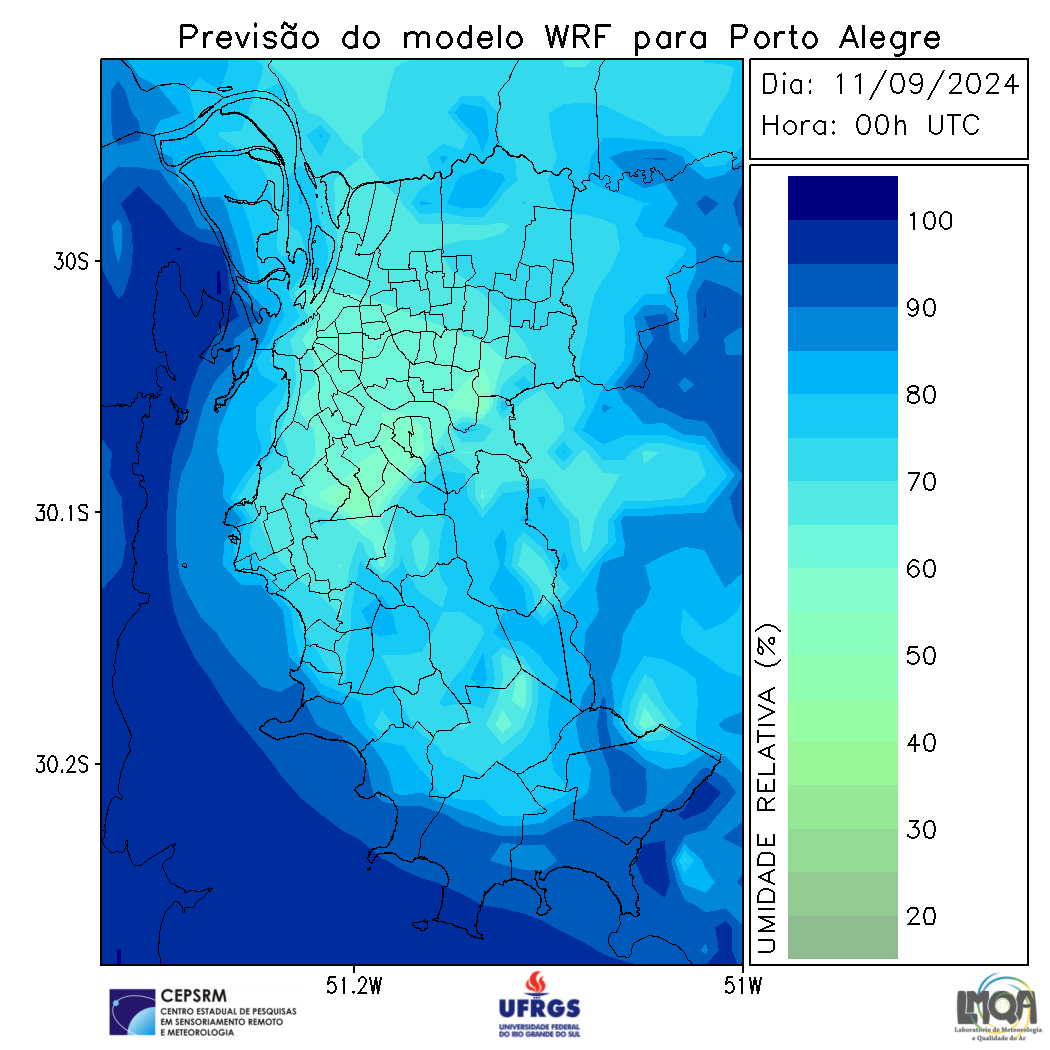 Previsão do modelo WRF para Porto Alegre
Dia: 11/09/2024
Hora: 00h UTC
30S
30.1S
30.2S
51.2W
51W
100
90
80
70
60
50
40
30
20
UMIDADE RELATIVA (%)
CEPSRM
CENTRO ESTADUAL DE PESQUISAS
EM SENSORIAMENTO REMOTO
E METEOROLOGIA
UFRGS
UNIVERSIDADE FEDERAL
DO RIO GRANDE DO SUL
LMQA
Laboratório de Meteorologia
e Qualidade do Ar